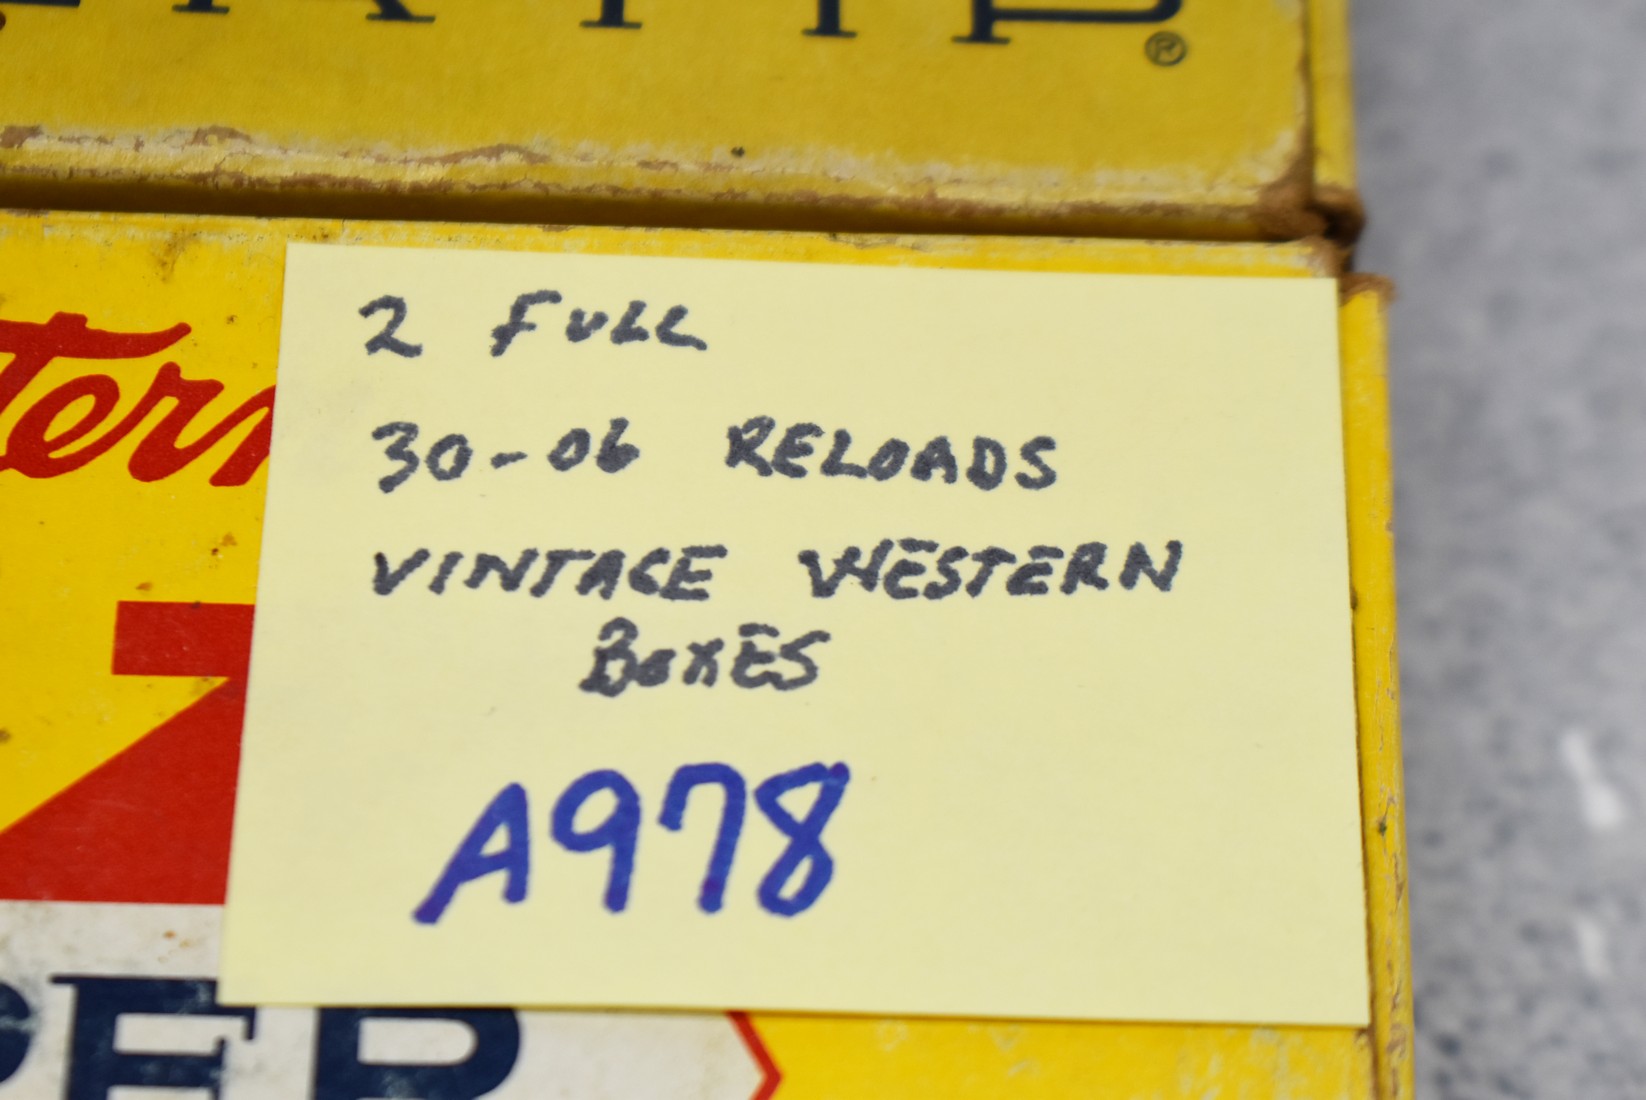 ®
2 FULL
30-06 RELOADS
VINTAGE WESTERN
BOXES
A978